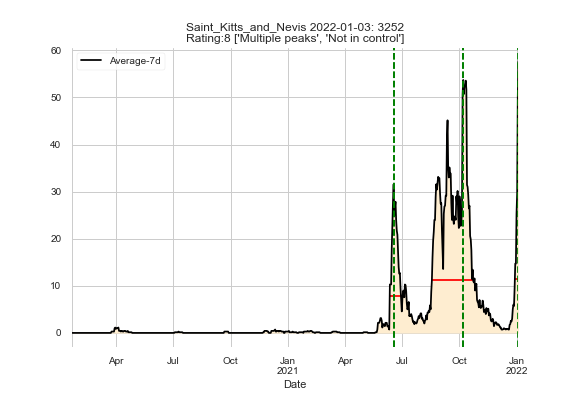 Saint_Kitts_and_Nevis 2022-01-03: 3252
Rating:8 ['Multiple peaks', 'Not in control']
Average-7d
60
50
40
30
20
10
0
Apr
Jul
Oct
Jan
2021
Apr
Jul
Oct
Jan
2022
Date